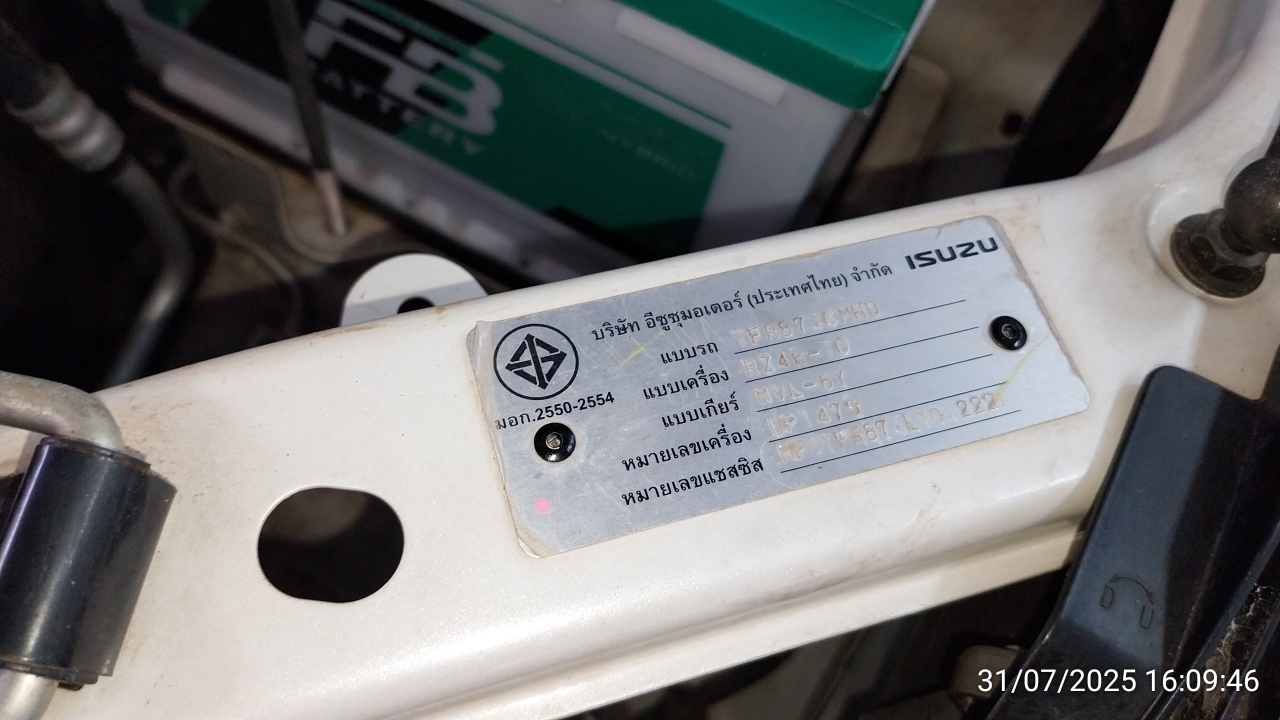 FB
BATTERY
HYBRID
บริษัท อีซูซุมอเตอร์ (ประเทศไทย) จำกัด ISUZU
มอก.2550-2554
แบบรถ
แบบเครื่อง
แบบเกียร์ MVL-6Y
หมายเลขเครื่อง
หมายเลขแชสซิส
31/07/2025 16:09:46